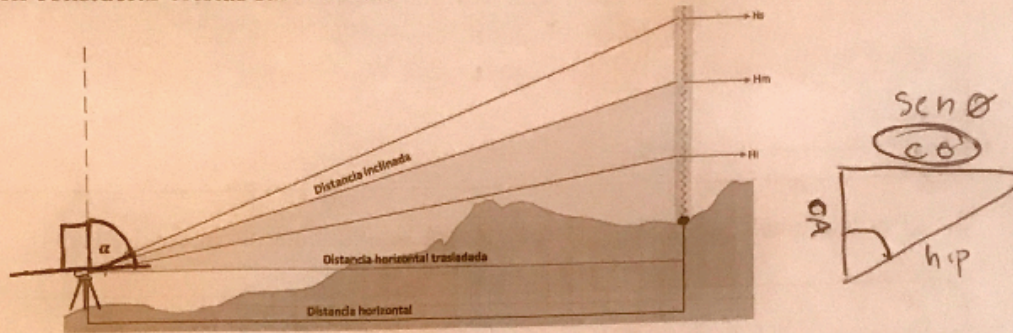 Hs
Hm
Hi
Distancia inclinada
α
Distancia horizontal trasladada
Distancia horizontal
sen θ
CO
CA
hip